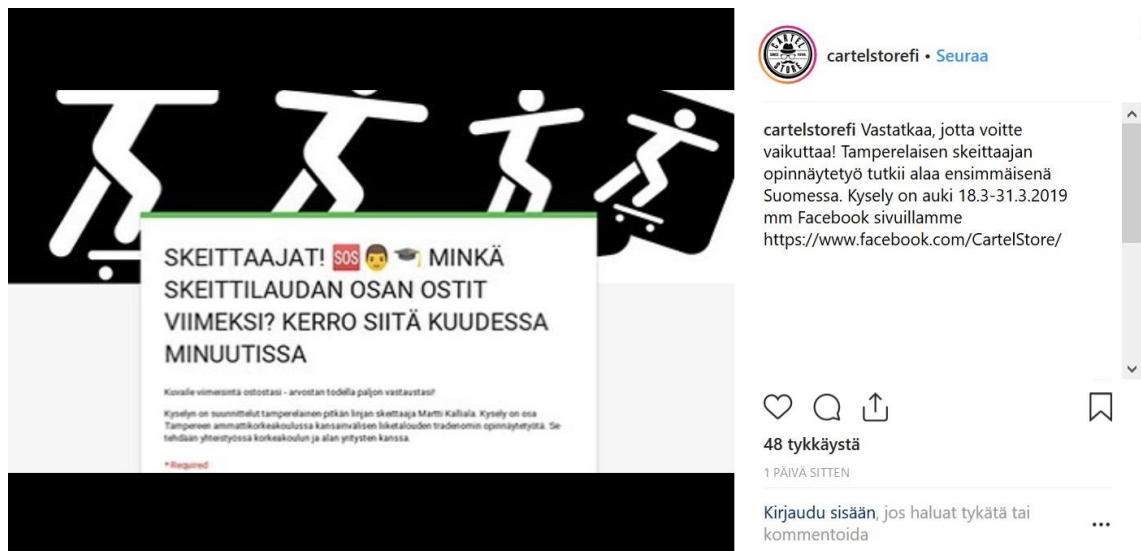 SKEITTAAJAT! 🆘👨🎓 MINKÄ
SKEITTILAUDAN OSAN OSTIT
VIIMEKSI? KERRO SIITÄ KUUDESSA
MINUUTISSA
Kuvaile viimeisintä ostostasi - arvostan todella paljon vastaustasi!
Kyselyn on suunnittelut tamperelainen pitkän linjan skeittaaja Martti Kalliala. Kysely on osa
Tampereen ammattikorkeakoulussa kansainvälisen liiketalouden tradenomin opinnäytetyötä. Se
tehdään yhteistyössä korkeakoulun ja alan yritysten kanssa.
* Required
CARTEL
STORE
cartelstorefi • Seuraa
cartelstorefi Vastatkaa, jotta voitte
vaikuttaa! Tamperelaisen skeittaajan
opinnäytetyö tutkii alaa ensimmäisenä
Suomessa. Kysely on auki 18.3-31.3.2019
mm Facebook sivuillamme
https://www.facebook.com/CartelStore/
48 tykkäystä
1 PÄIVÄ SITTEN
Kirjaudu sisään, jos haluat tykätä tai
kommentoida